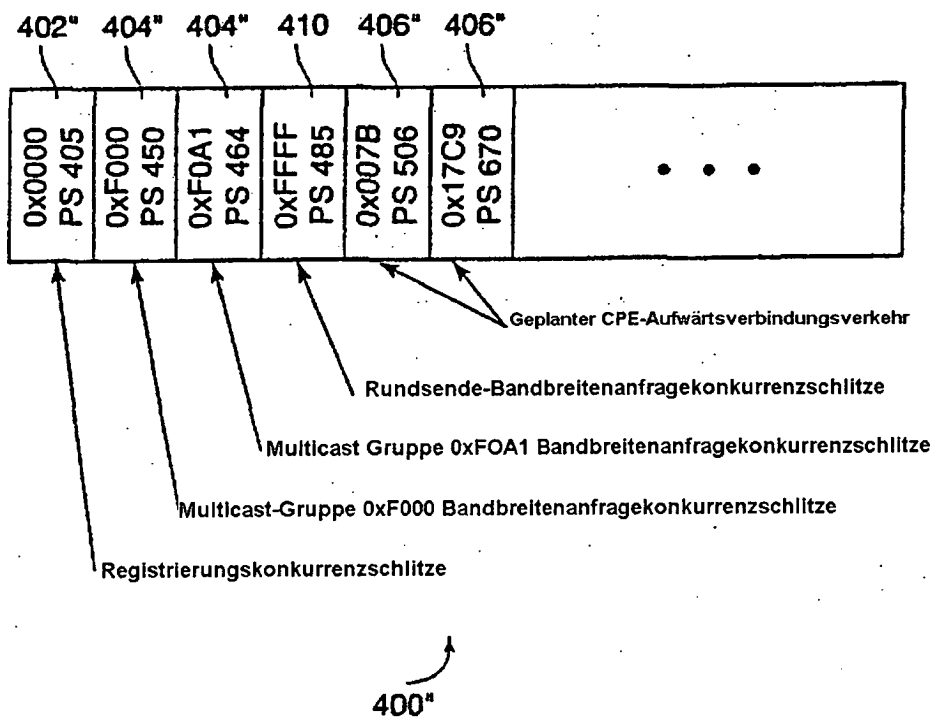 402" 404" 404" 410 406" 406"
0x0000
PS 405
0xF000
PS 450
0xF0A1
PS 464
0xFFFF
PS 485
0x007B
PS 506
0x17C9
PS 670
Geplanter CPE-Aufwärtsverbindungsverkehr
Rundsende-Bandbreitenanfragekonkurrenzschlitze
Multicast Gruppe 0xFOA1 Bandbreitenanfragekonkurrenzschlitze
Multicast-Gruppe 0xF000 Bandbreitenanfragekonkurrenzschlitze
Registrierungskonkurrenzschlitze
400"